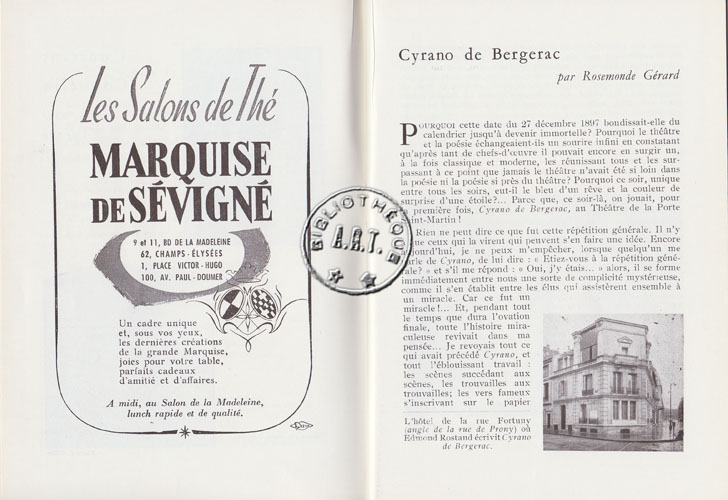 Les Salons de Thé
MARQUISE
DE SÉVIGNÉ
9 et 11, BD DE LA MADELEINE
62, CHAMPS-ÉLYSÉES
1, PLACE VICTOR-HUGO
100, AV. PAUL-DOUMER
Un cadre unique
et, sous vos yeux,
les dernières créations
de la grande Marquise,
joies pour votre table,
parfaits cadeaux
d'amitié et d'affaires.
A midi, au Salon de la Madeleine,
lunch rapide et de qualité.
BIBLIOTHÈQUE
A.R.T.
Cyrano de Bergerac
par Rosemonde Gérard
POURQUOI cette date du 27 décembre 1897 bondissait-elle du
calendrier jusqu'à devenir immortelle? Pourquoi le théâtre
et la poésie échangeaient-ils un sourire infini en constatant
qu'après tant de chefs-d'œuvre il pouvait encore en surgir un,
à la fois classique et moderne, les réunissant tous et les sur-
passant à ce point que jamais le théâtre n'avait été si loin dans
la poésie ni la poésie si près du théâtre? Pourquoi ce soir, unique
entre tous les soirs, eut-il le bleu d'un rêve et la couleur de
surprise d'une étoile?... Parce que, ce soir-là, on jouait, pour
la première fois, Cyrano de Bergerac, au Théâtre de la Porte
Saint-Martin!
Rien ne peut dire ce que fut cette répétition générale. Il n'y
que ceux qui la virent qui peuvent s'en faire une idée. Encore
aujourd'hui, je ne peux m'empêcher, lorsque quelqu'un me
parle de Cyrano, de lui dire : « Etiez-vous à la répétition géné-
rale? » et s'il me répond : « Oui, j'y étais... » alors, il se forme
immédiatement entre nous une sorte de complicité mystérieuse,
comme il s'en établit entre les élus qui assistèrent ensemble à
un miracle. Car ce fut un
miracle!... Et, pendant tout
le temps que dura l'ovation
finale, toute l'histoire mira-
culeuse revivait dans ma
pensée... Je revoyais tout ce
qui avait précédé Cyrano, et
tout l'éblouissant travail :
les scènes succédant aux
scènes, les trouvailles aux
trouvailles; les vers fameux
s'inscrivant sur le papier
L'hôtel de la rue Fortuny
(angle de la rue de Prony) où
Edmond Rostand écrivit Cyrano
de Bergerac.